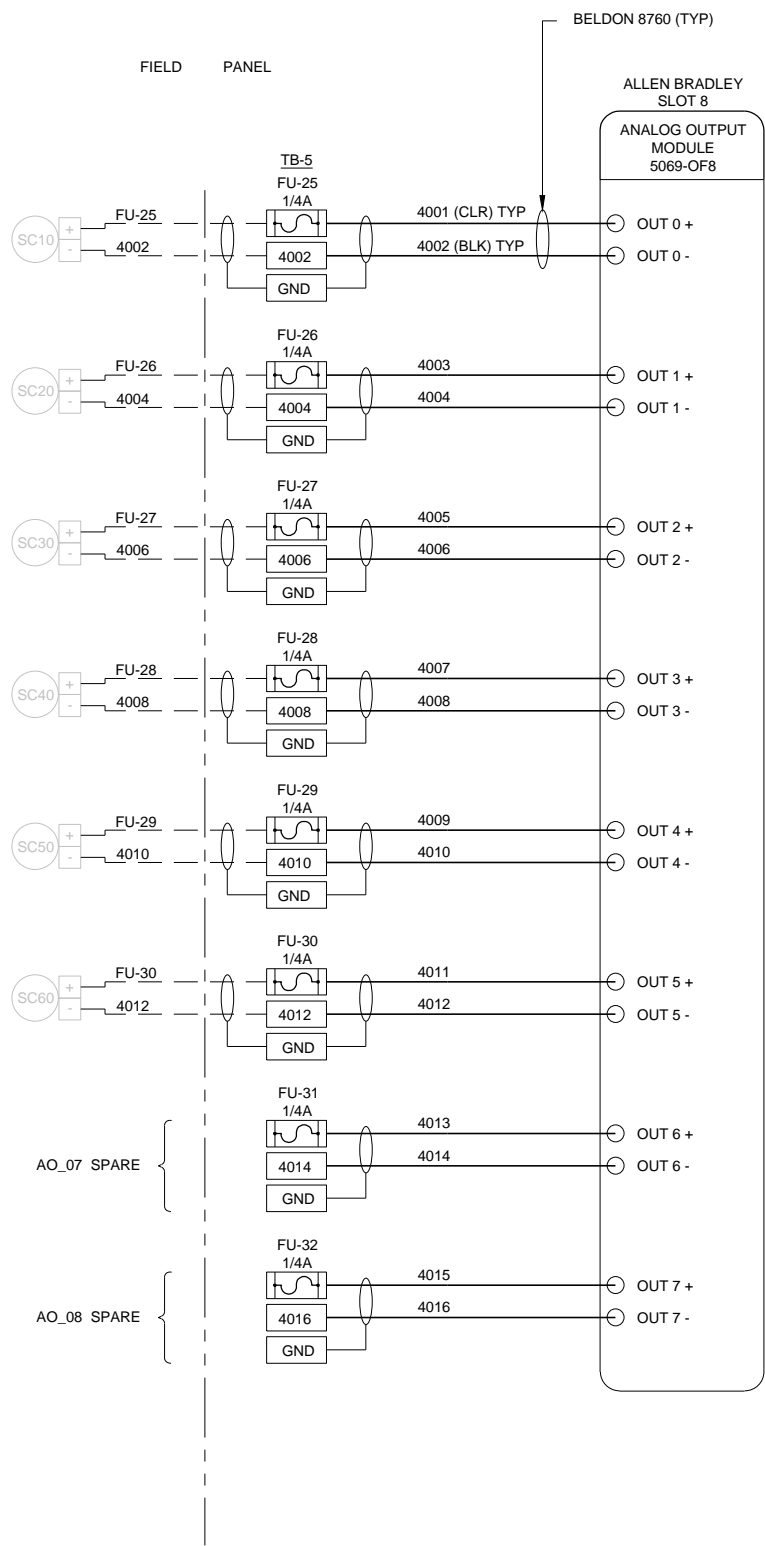 BELDON 8760 (TYP)
FIELD PANEL
ALLEN BRADLEY
SLOT 8
ANALOG OUTPUT
MODULE
5069-OF8
TB-5
FU-25
1/4A
SC10
+
-
FU-25
4002
4002
GND
4001 (CLR) TYP
4002 (BLK) TYP
OUT 0 +
OUT 0 -
FU-26
1/4A
SC20
+
-
FU-26
4004
4004
GND
4003
4004
OUT 1 +
OUT 1 -
FU-27
1/4A
SC30
+
-
FU-27
4006
4006
GND
4005
4006
OUT 2 +
OUT 2 -
FU-28
1/4A
SC40
+
-
FU-28
4008
4008
GND
4007
4008
OUT 3 +
OUT 3 -
FU-29
1/4A
SC50
+
-
FU-29
4010
4010
GND
4009
4010
OUT 4 +
OUT 4 -
FU-30
1/4A
SC60
+
-
FU-30
4012
4012
GND
4011
4012
OUT 5 +
OUT 5 -
FU-31
1/4A
AO_07 SPARE
4014
GND
4013
4014
OUT 6 +
OUT 6 -
FU-32
1/4A
AO_08 SPARE
4016
GND
4015
4016
OUT 7 +
OUT 7 -